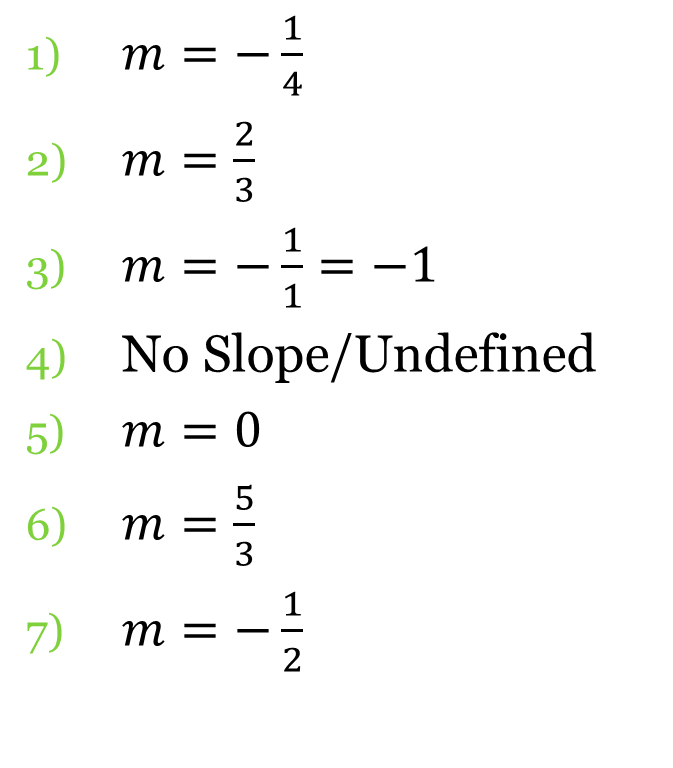 1) m = −1/4
2) m = 2/3
3) m = −1/1 = −1
4) No Slope/Undefined
5) m = 0
6) m = 5/3
7) m = −1/2